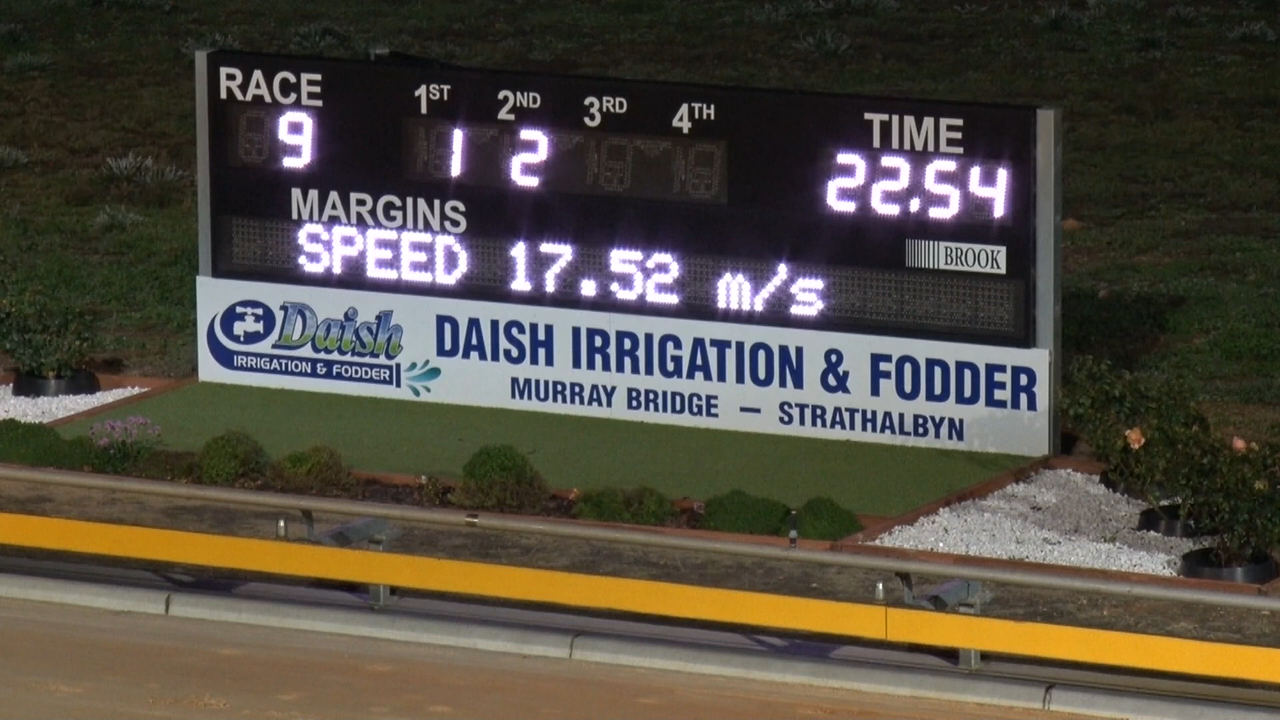 RACE 1ST 2ND 3RD 4TH TIME
9 1 2 22.54
MARGINS
SPEED 17.52 m/s
BROOK
Daish
IRRIGATION & FODDER
DAISH IRRIGATION & FODDER
MURRAY BRIDGE – STRATHALBYN